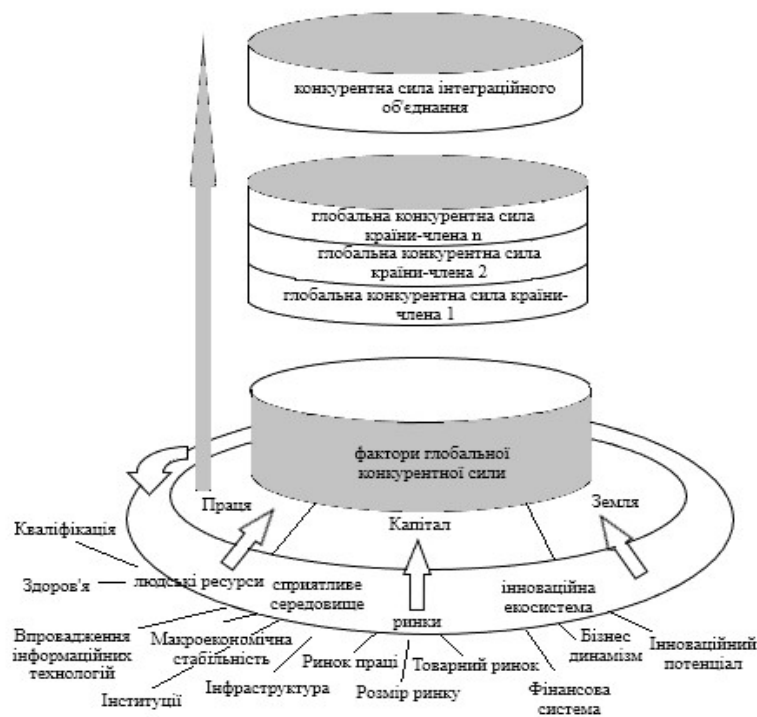 конкурентна сила інтеграційного
об'єднання
глобальна конкурентна сила
країни-члена n
глобальна конкурентна сила
країни-члена 2
глобальна конкурентна сила країни-
члена 1
фактори глобальної
конкурентної сили
Праця
Капітал
Земля
Кваліфікація
Здоров'я
людські ресурси
сприятливе
середовище
ринки
інноваційна
екосистема
Впровадження
інформаційних
технологій
Макроекономічна
стабільність
Інституції
Інфраструктура
Ринок праці
Розмір ринку
Товарний ринок
Фінансова
система
Бізнес
динамізм
Інноваційний
потенціал